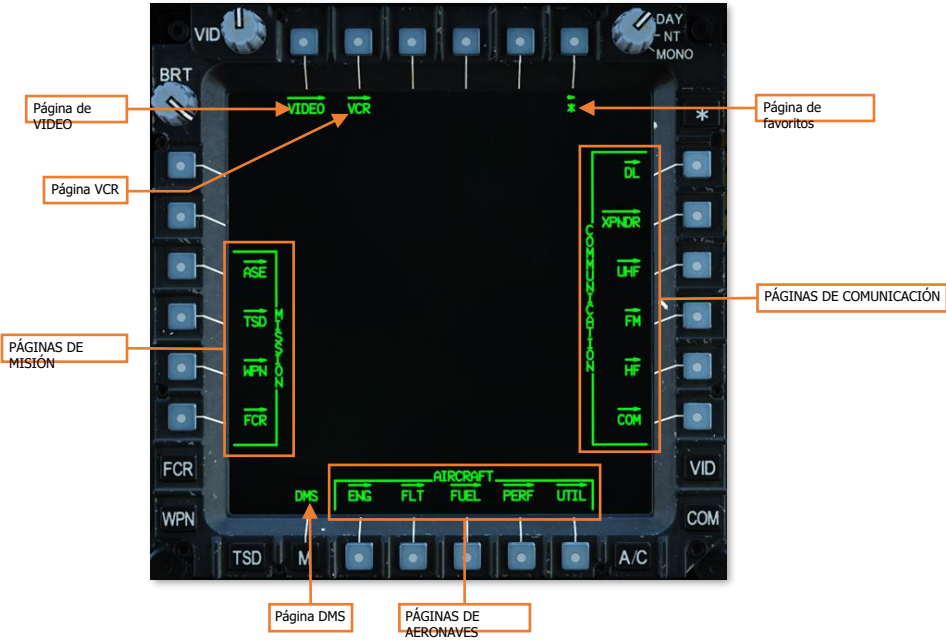 VID
DAY
NT
MONO
BRT
Página de
VIDEO
VIDEO
VCR
*
Página de
favoritos
*
Página VCR
DL
XPNDR
UHF
FM
HF
COM
COMMUNIACATION
PÁGINAS DE COMUNICACIÓN
ASE
TSD
WPN
FCR
MISSION
PÁGINAS DE
MISIÓN
AIRCRAFT
DMS
ENG
FLT
FUEL
PERF
UTIL
FCR
WPN
TSD
M
VID
COM
A/C
Página DMS
PÁGINAS DE
AERONAVES